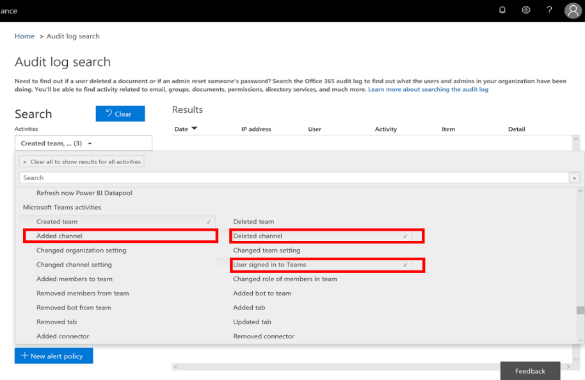 ance
?
Home > Audit log search
Audit log search
Need to find out if a user deleted a document or if an admin reset someone's password? Search the Office 365 audit log to find out what the users and admins in your organization have been
doing. You'll be able to find activity related to email, groups, documents, permissions, directory services, and much more. Learn more about searching the audit log
Search
Clear
Results
Activities
Date IP address User Activity Item Detail
Created team, ... (3)
× Clear all to show results for all activities
Search
Refresh now Power BI Datapool
Microsoft Teams activities
Created team ✓ Deleted team
Added channel Deleted channel ✓
Changed organization setting Changed team setting
Changed channel setting User signed in to Teams ✓
Added members to team Changed role of members in team
Removed members from team Added bot to team
Removed bot from team Added tab
Removed tab Updated tab
Added connector Removed connector
+ New alert policy
Feedback